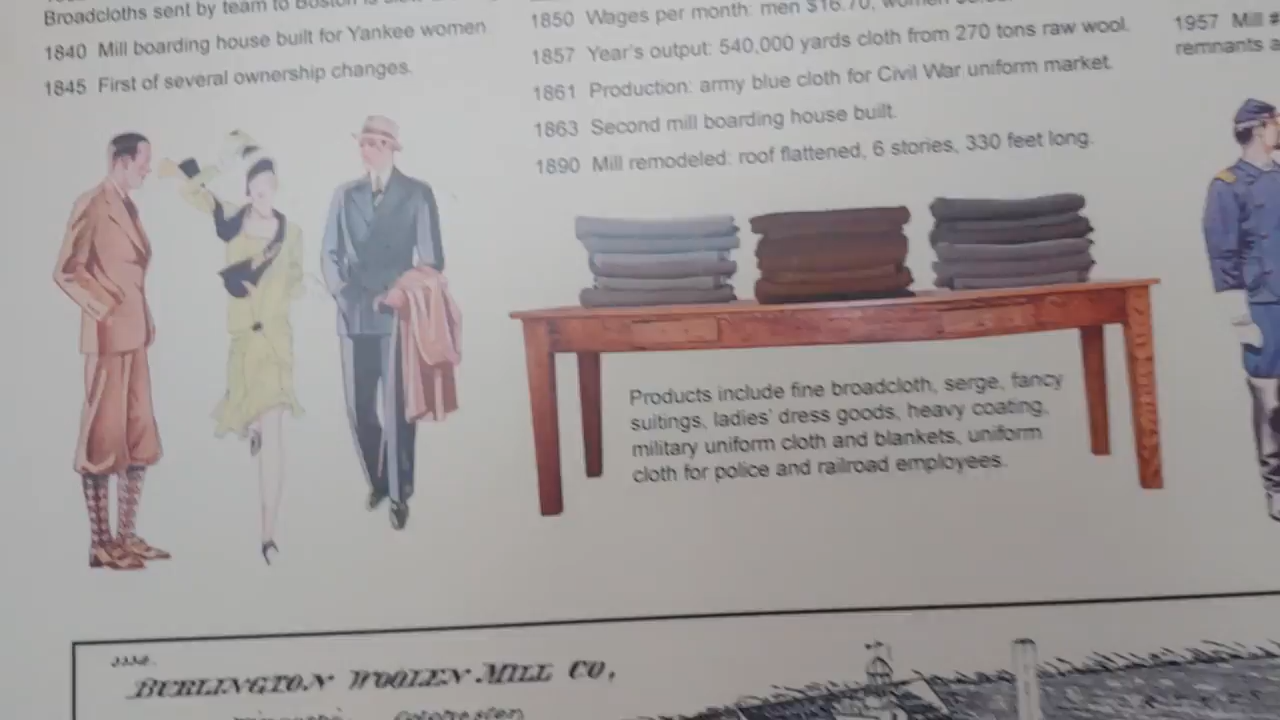 Broadcloths sent by team to Boston is
1840 Mill boarding house built for Yankee women
1845 First of several ownership changes.
1850 Wages per month: men $16.70, women
1857 Year's output: 540,000 yards cloth from 270 tons raw wool.
1861 Production: army blue cloth for Civil War uniform market.
1863 Second mill boarding house built.
1890 Mill remodeled: roof flattened, 6 stories, 330 feet long.
1957 Mill #
remnants a
Products include fine broadcloth, serge, fancy
suitings, ladies' dress goods, heavy coating,
military uniform cloth and blankets, uniform
cloth for police and railroad employees.
BURLINGTON WOOLEN MILL CO,